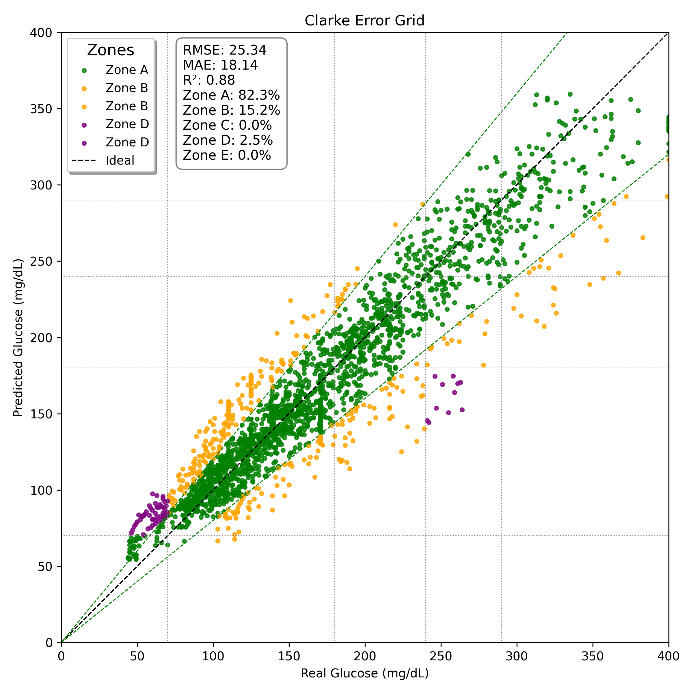 Clarke Error Grid
Zones
Zone A
Zone B
Zone B
Zone D
Zone D
Ideal
RMSE: 25.34
MAE: 18.14
R²: 0.88
Zone A: 82.3%
Zone B: 15.2%
Zone C: 0.0%
Zone D: 2.5%
Zone E: 0.0%
Predicted Glucose (mg/dL)
400
350
300
250
200
150
100
50
0
0 50 100 150 200 250 300 350 400
Real Glucose (mg/dL)